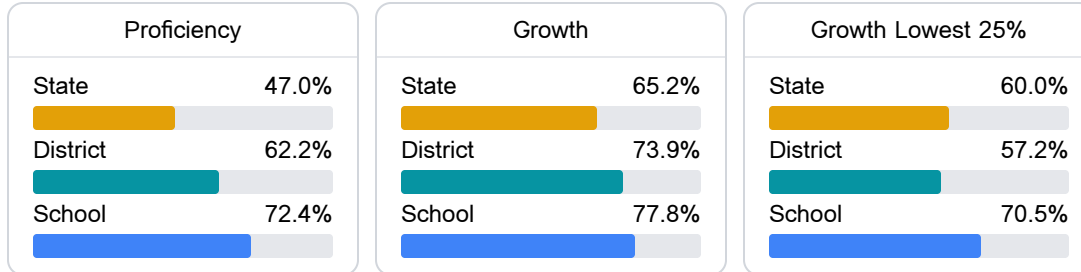 Proficiency
State 47.0%
District 62.2%
School 72.4%
Growth
State 65.2%
District 73.9%
School 77.8%
Growth Lowest 25%
State 60.0%
District 57.2%
School 70.5%